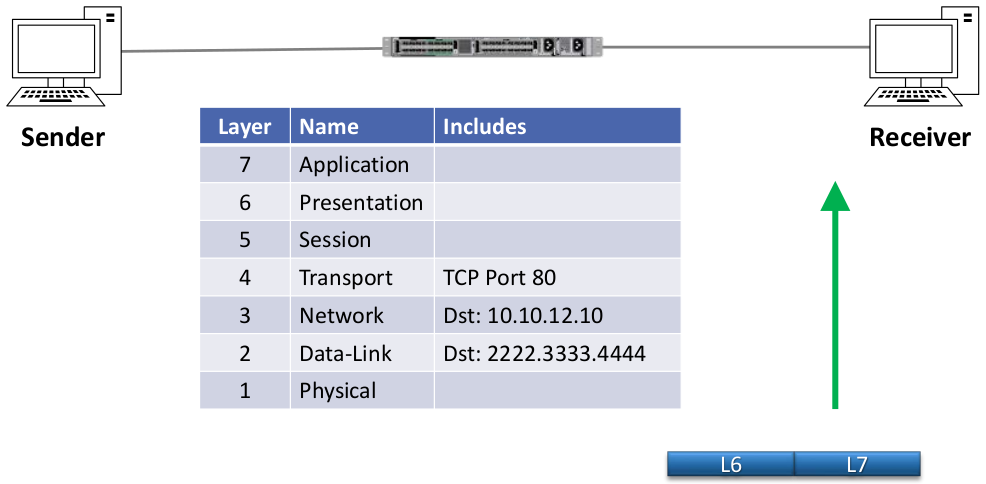 Sender
Receiver
Layer Name Includes
7 Application
6 Presentation
5 Session
4 Transport TCP Port 80
3 Network Dst: 10.10.12.10
2 Data-Link Dst: 2222.3333.4444
1 Physical
L6 L7